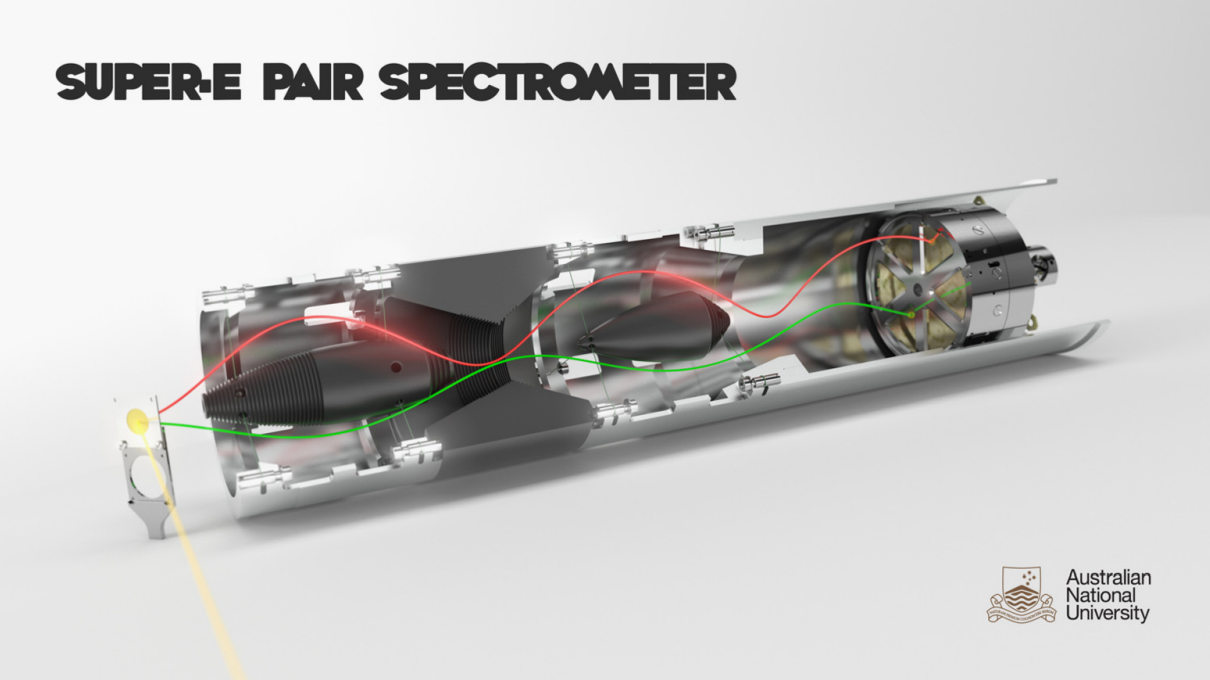 SUPER-E PAIR SPECTROMETER
Australian
National
University